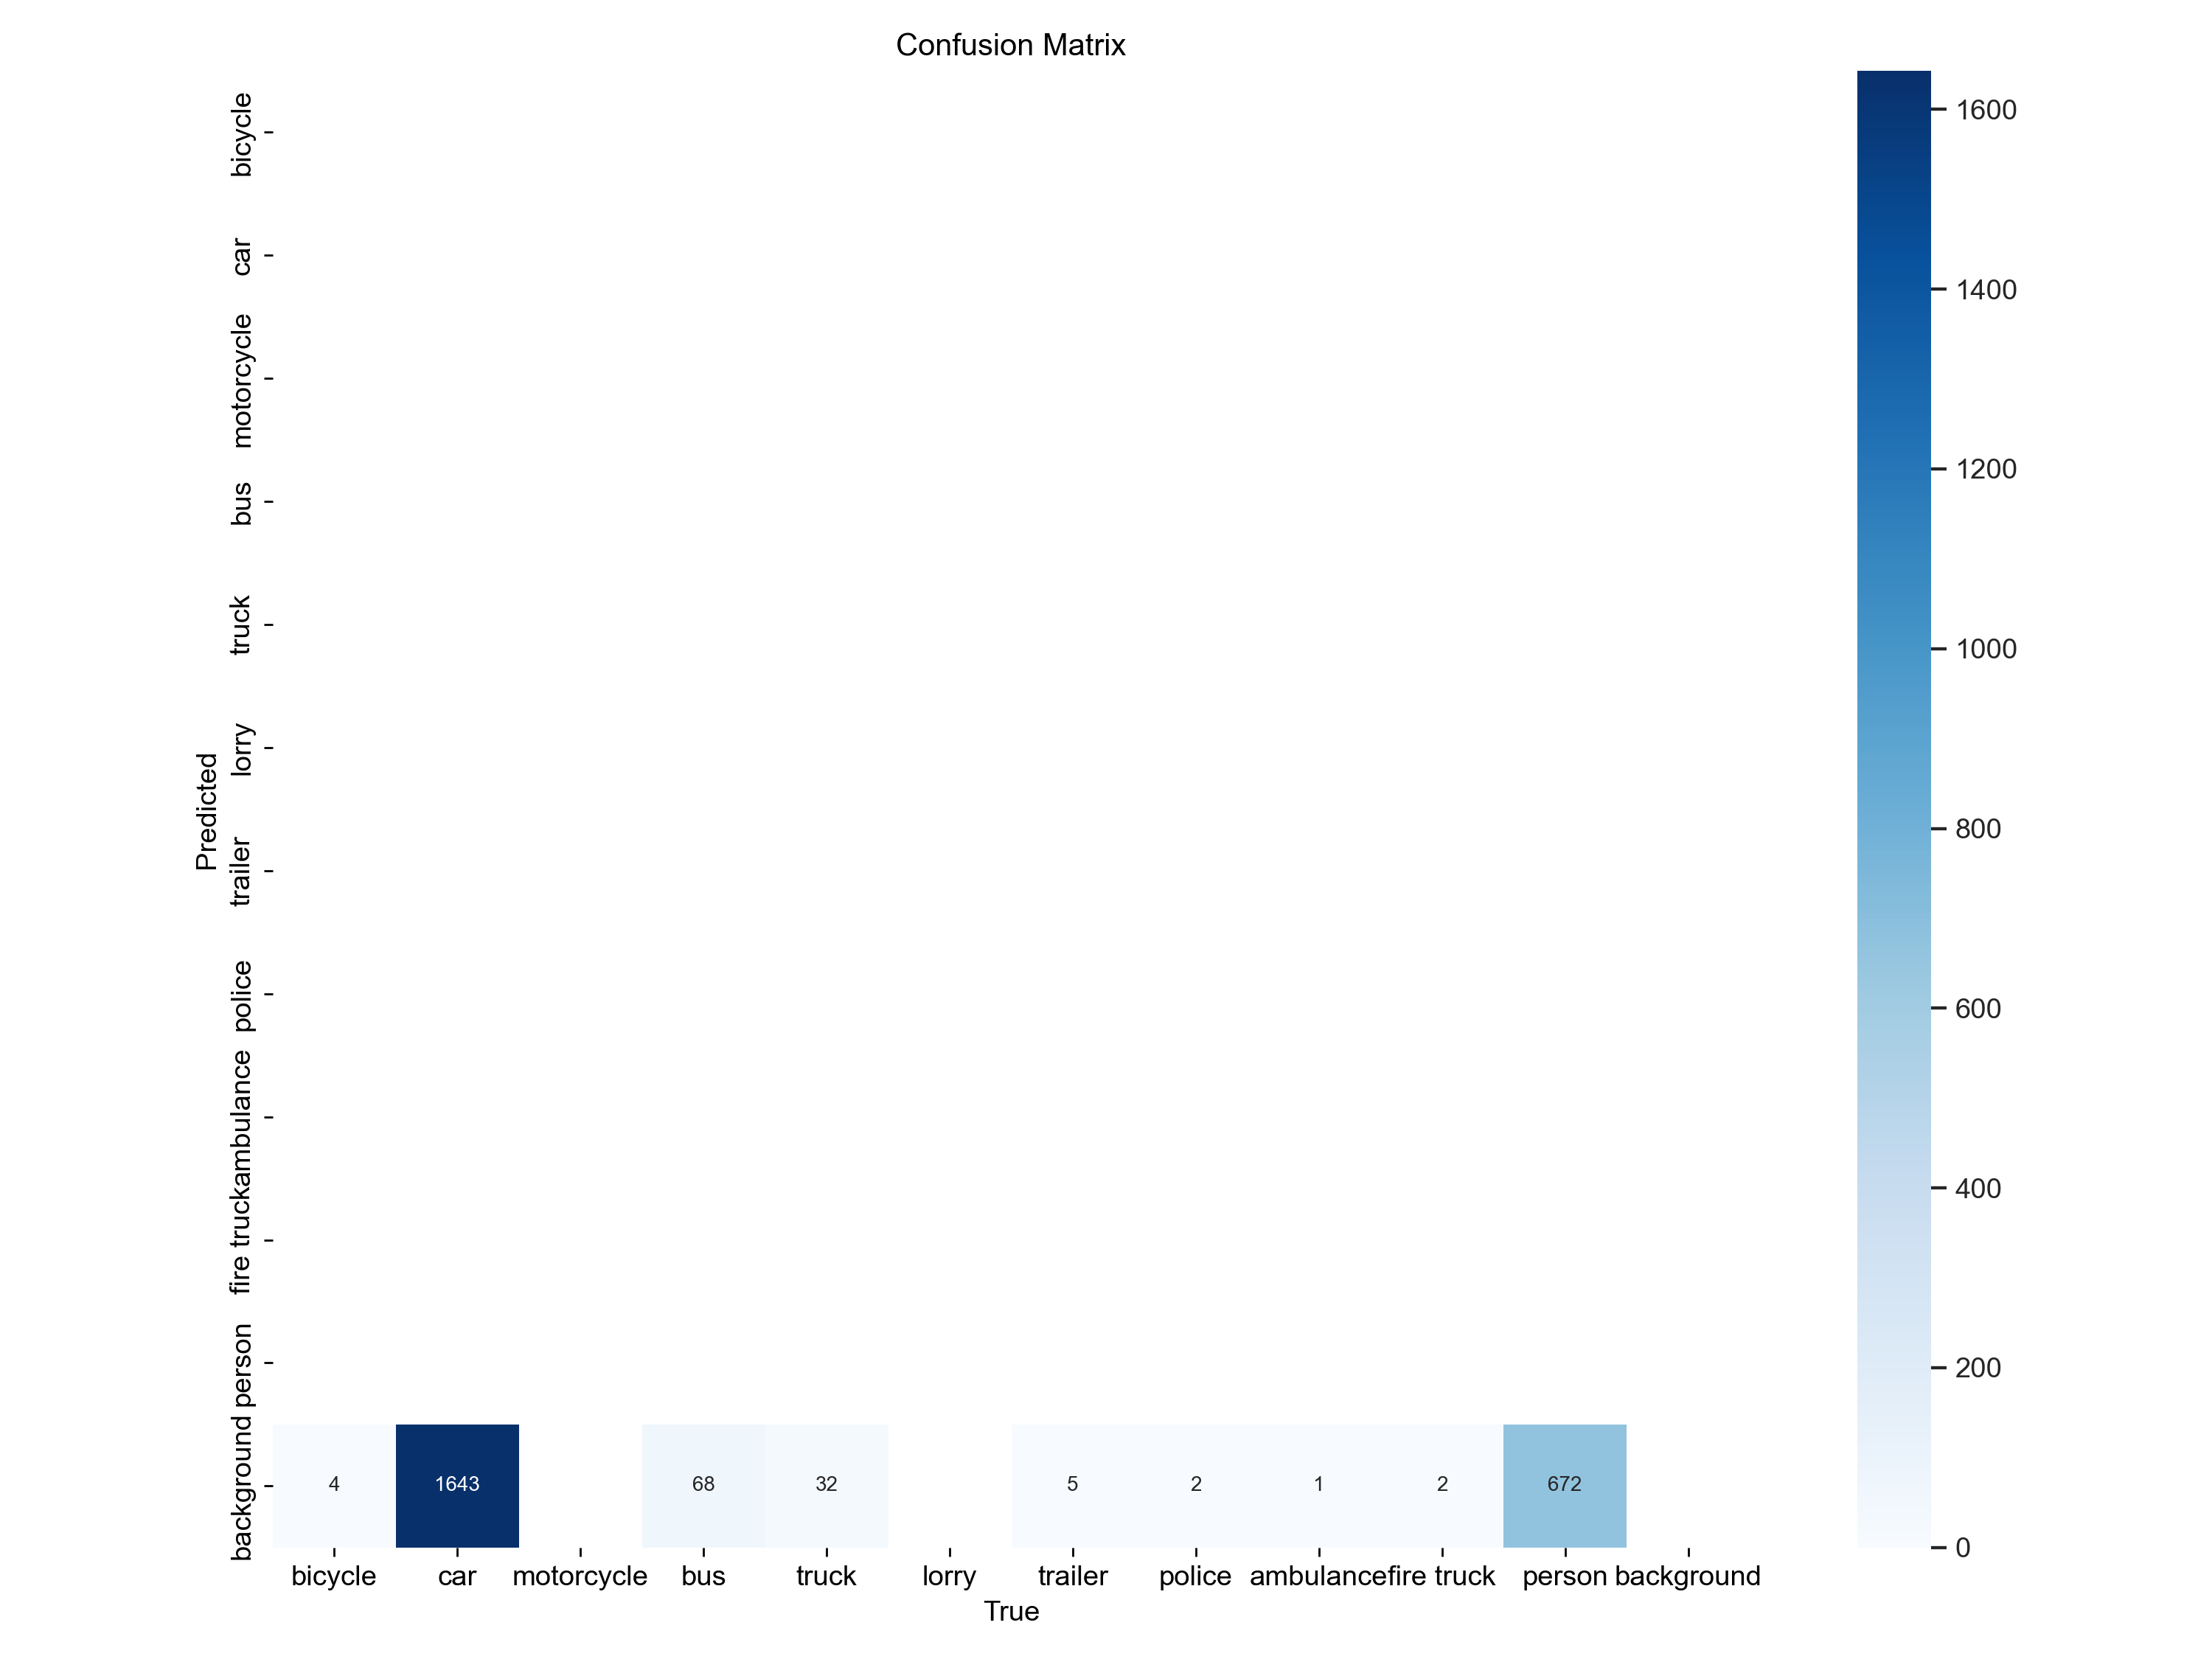 Confusion Matrix
bicycle
car
motorcycle
bus
truck
lorry
trailer
police
ambulance
fire truck
person
background
Predicted
4 1643 68 32 5 2 1 2 672
bicycle car motorcycle bus truck lorry trailer police ambulance fire truck person background
True
1600
1400
1200
1000
800
600
400
200
0